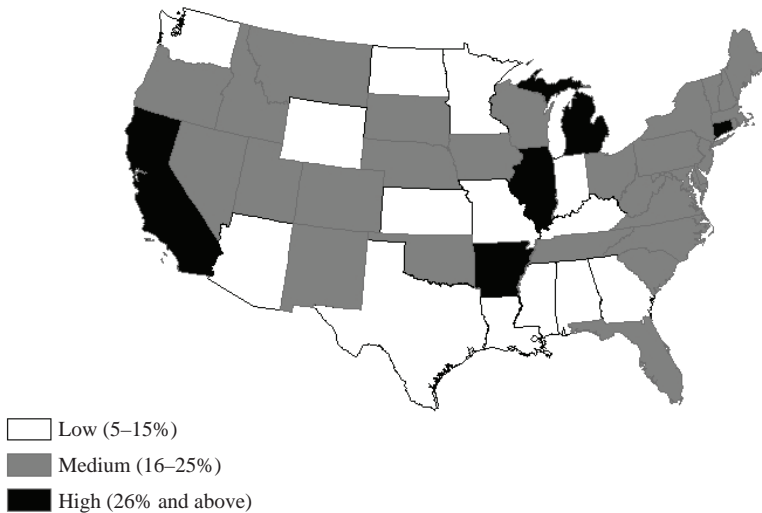 Low (5–15%)
Medium (16–25%)
High (26% and above)